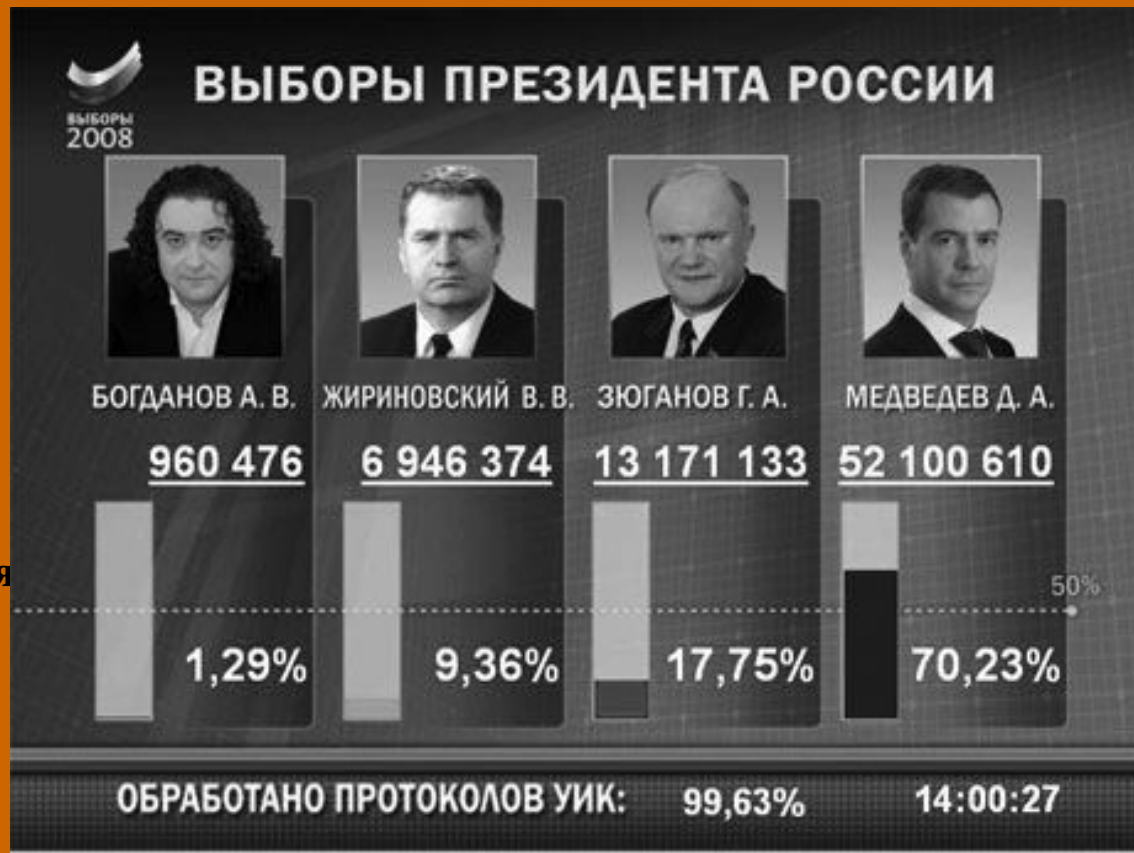 ВЫБОРЫ ПРЕЗИДЕНТА РОССИИ
ВЫБОРЫ
2008
БОГДАНОВ А. В. ЖИРИНОВСКИЙ В. В. ЗЮГАНОВ Г. А. МЕДВЕДЕВ Д. А.
960 476 6 946 374 13 171 133 52 100 610
я
50%
1,29% 9,36% 17,75% 70,23%
ОБРАБОТАНО ПРОТОКОЛОВ УИК: 99,63% 14:00:27